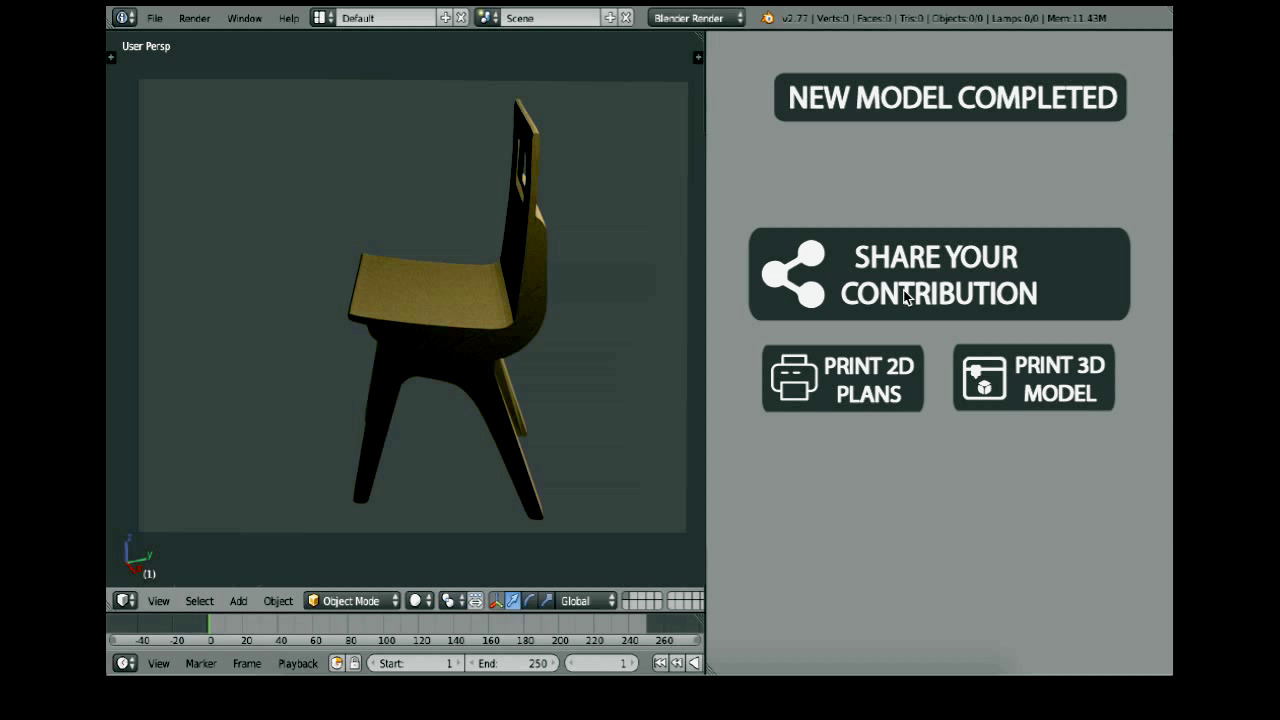 File Render Window Help Default Scene Blender Render v2.77 | Verts:0 | Faces:0 | Tris:0 | Objects:0/0 | Lamps:0/0 | Mem:11.43M
User Persp
NEW MODEL COMPLETED
SHARE YOUR
CONTRIBUTION
PRINT 2D
PLANS
PRINT 3D
MODEL
z
y
x
(1)
View Select Add Object Object Mode Global
-40 -20 0 20 40 60 80 100 120 140 160 180 200 220 240 260
View Marker Frame Playback Start: 1 End: 250 1